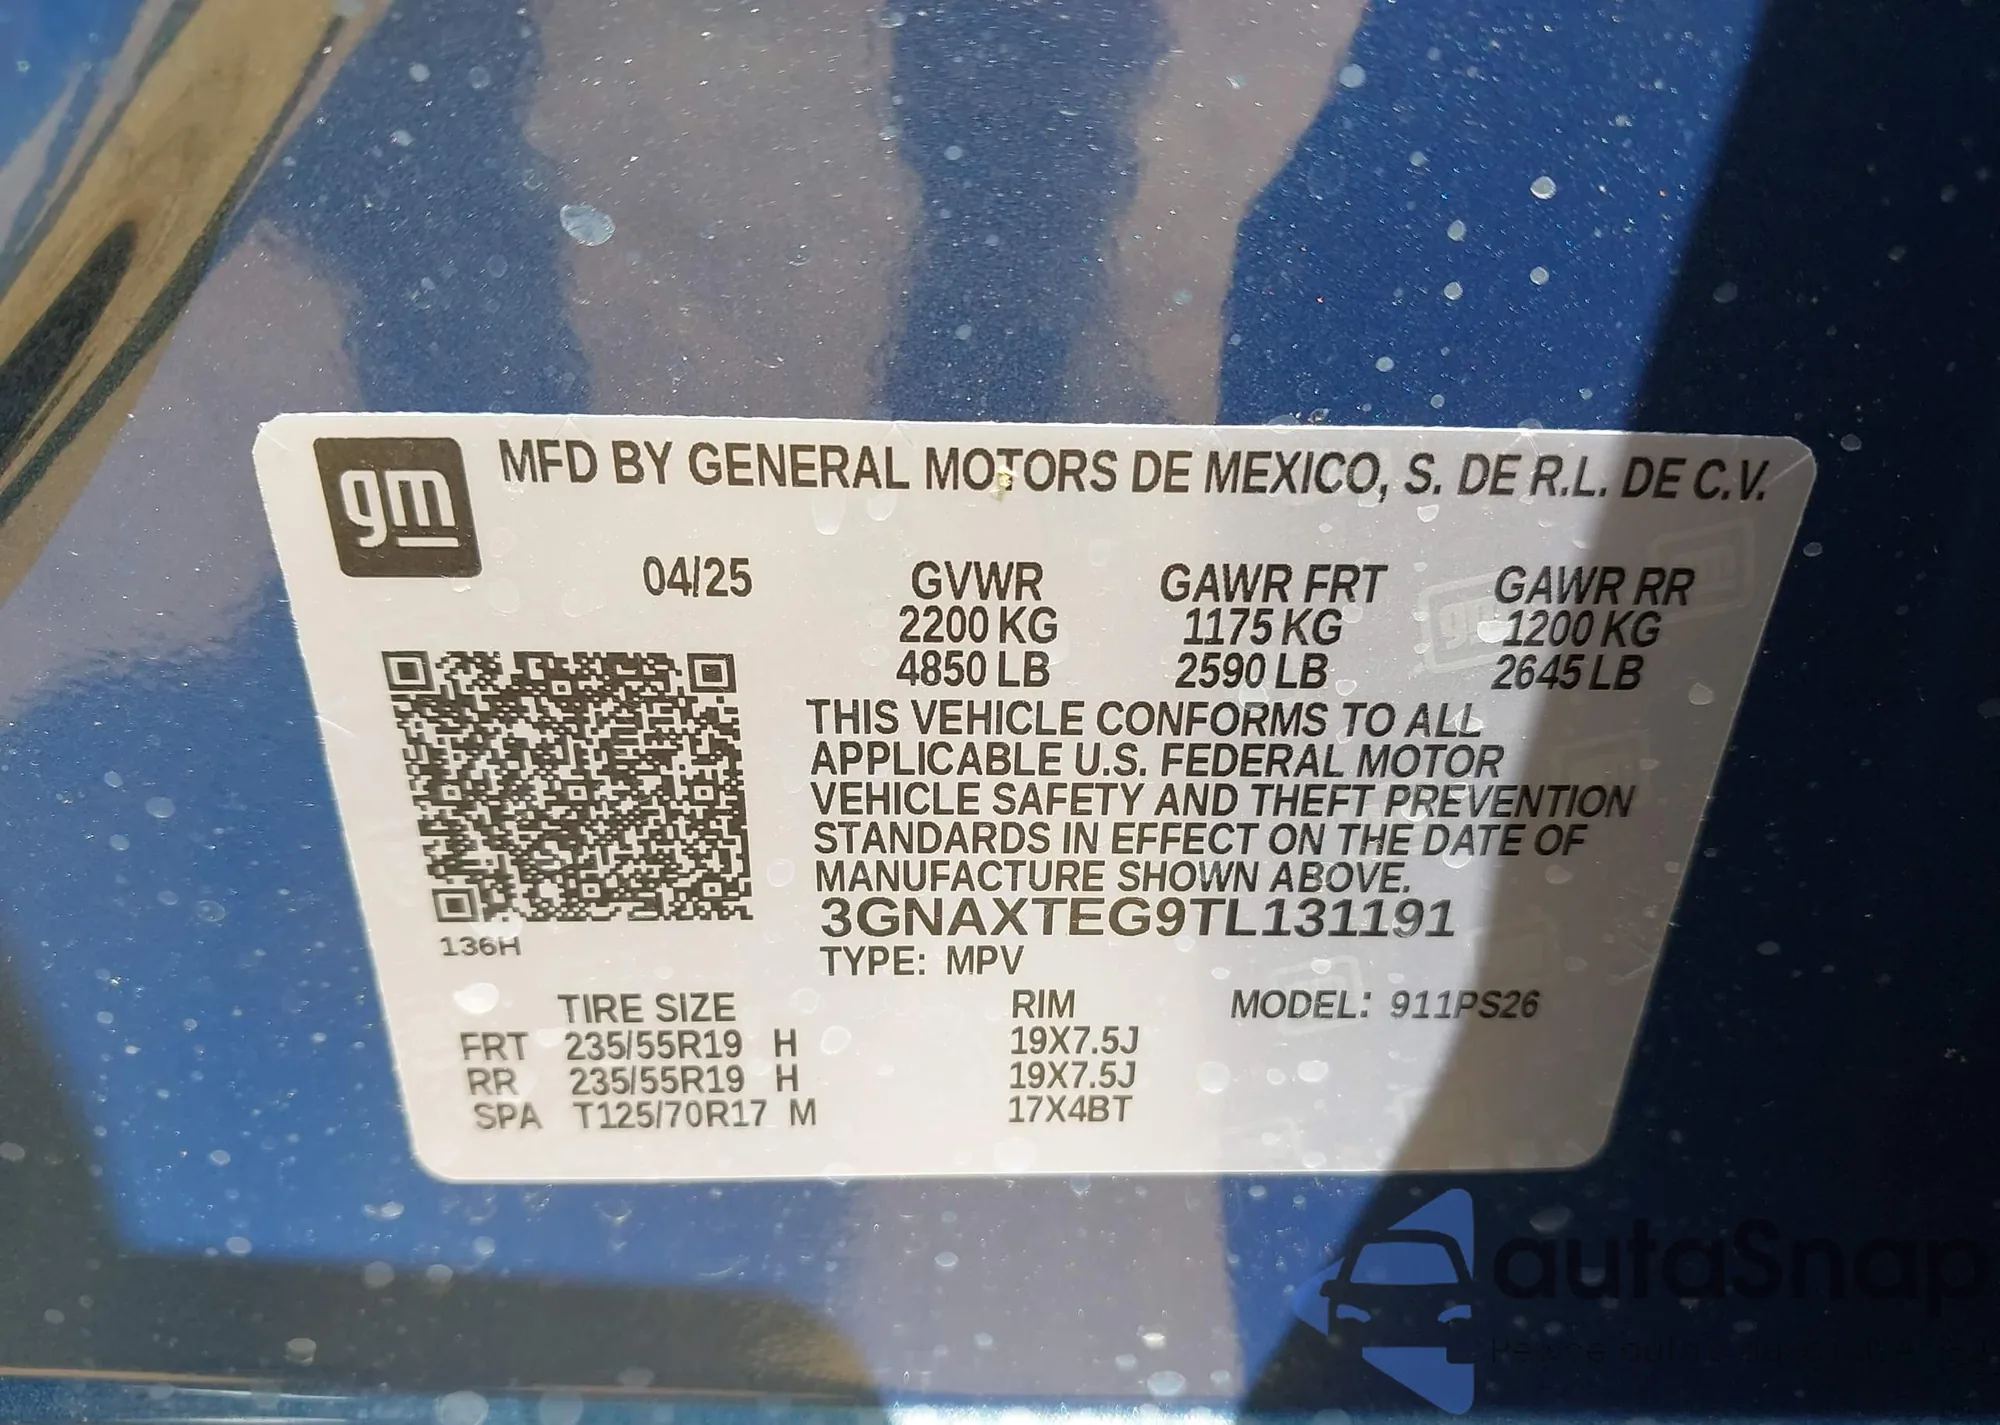 gm
MFD BY GENERAL MOTORS DE MEXICO, S. DE R.L. DE C.V.
04/25 GVWR GAWR FRT GAWR RR
2200 KG 1175 KG 1200 KG
4850 LB 2590 LB 2645 LB
THIS VEHICLE CONFORMS TO ALL
APPLICABLE U.S. FEDERAL MOTOR
VEHICLE SAFETY AND THEFT PREVENTION
STANDARDS IN EFFECT ON THE DATE OF
MANUFACTURE SHOWN ABOVE.
3GNAXTEG9TL131191
136H
TYPE: MPV
TIRE SIZE RIM MODEL: 911PS26
FRT 235/55R19 H 19X7.5J
RR 235/55R19 H 19X7.5J
SPA T125/70R17 M 17X4BT
autaSnap